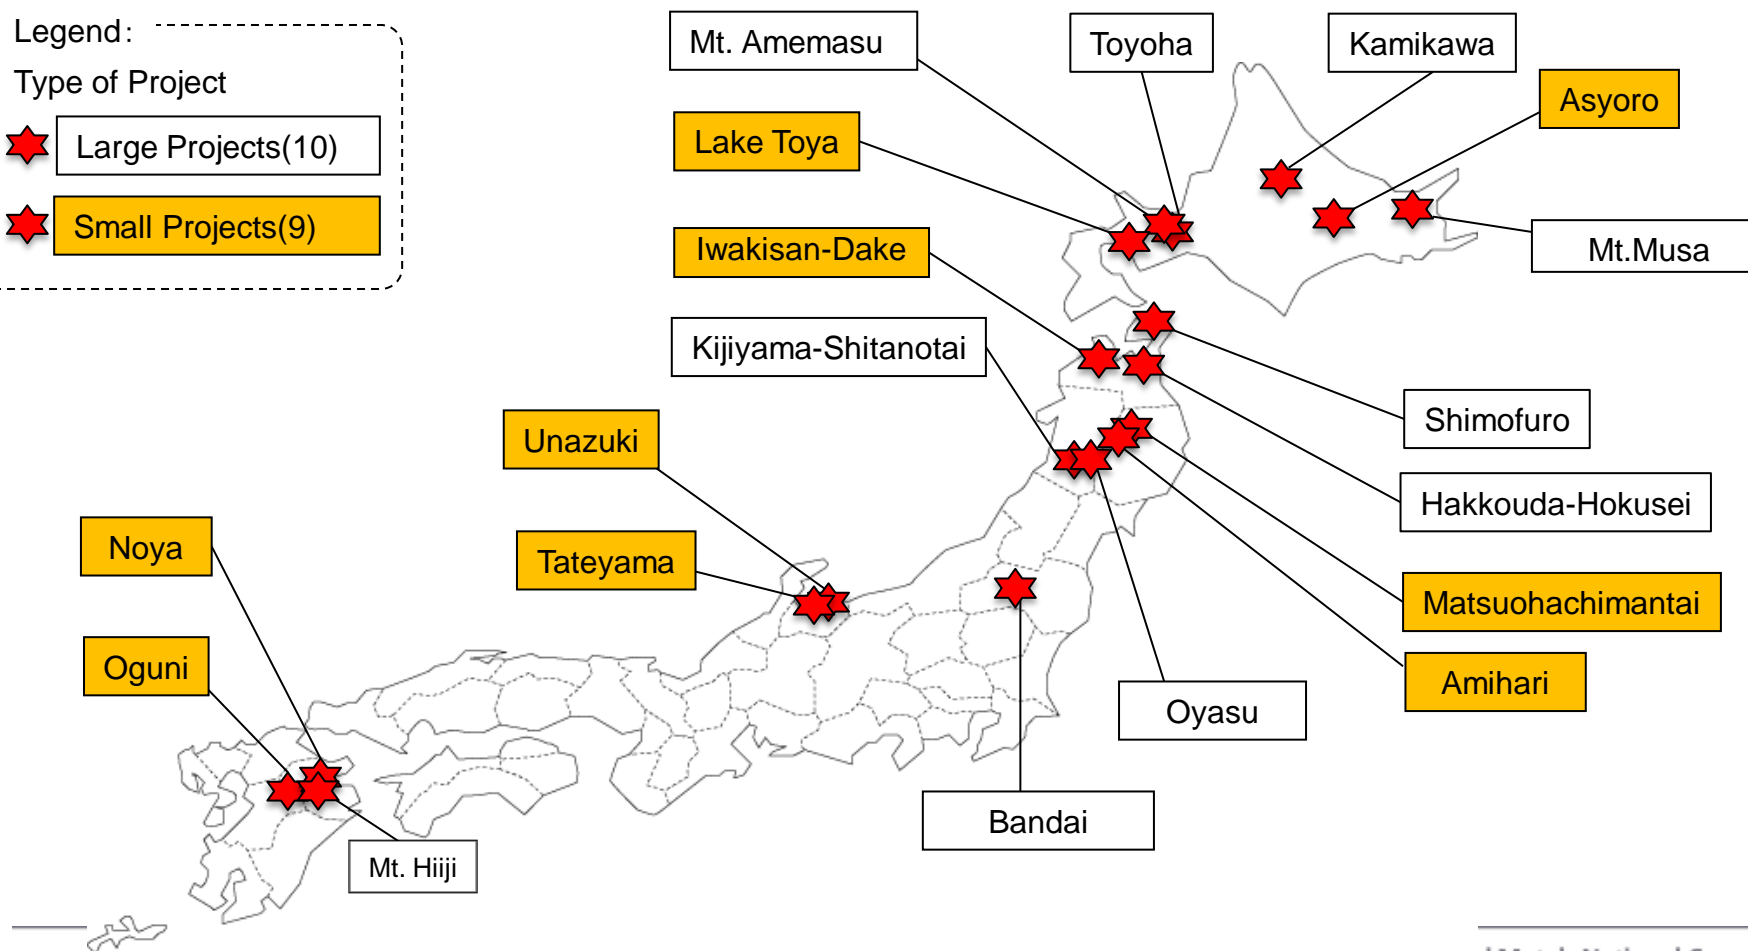 Legend:
Type of Project
Large Projects(10)
Small Projects(9)
Mt. Amemasu
Toyoha
Kamikawa
Asyoro
Lake Toya
Iwakisan-Dake
Mt.Musa
Kijiyama-Shitanotai
Shimofuro
Unazuki
Hakkouda-Hokusei
Noya
Tateyama
Matsuohachimantai
Oguni
Amihari
Oyasu
Bandai
Mt. Hiiji